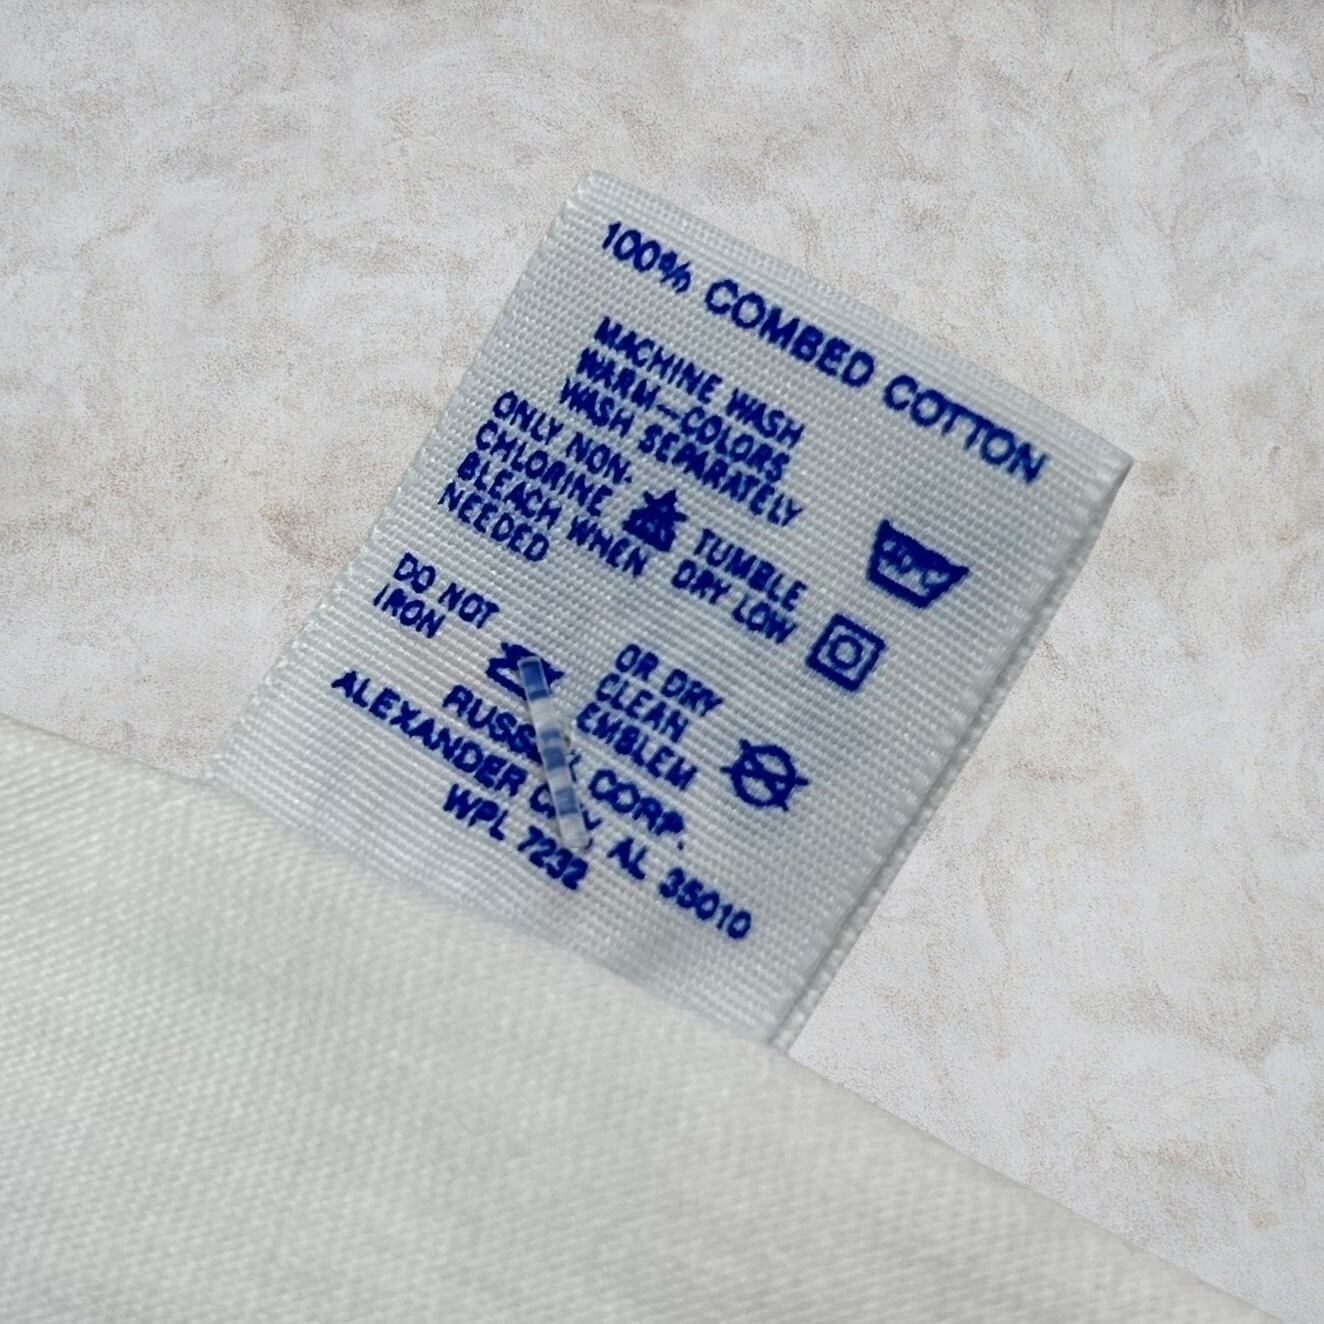 100% COMBED COTTON
MACHINE WASH
WARM—COLORS
WASH SEPARATELY
ONLY NON-
CHLORINE
BLEACH WHEN
NEEDED
TUMBLE
DRY LOW
DO NOT
IRON
OR DRY
CLEAN
EMBLEM
CORP.
ALEXANDER AL 35010
WPL 7232